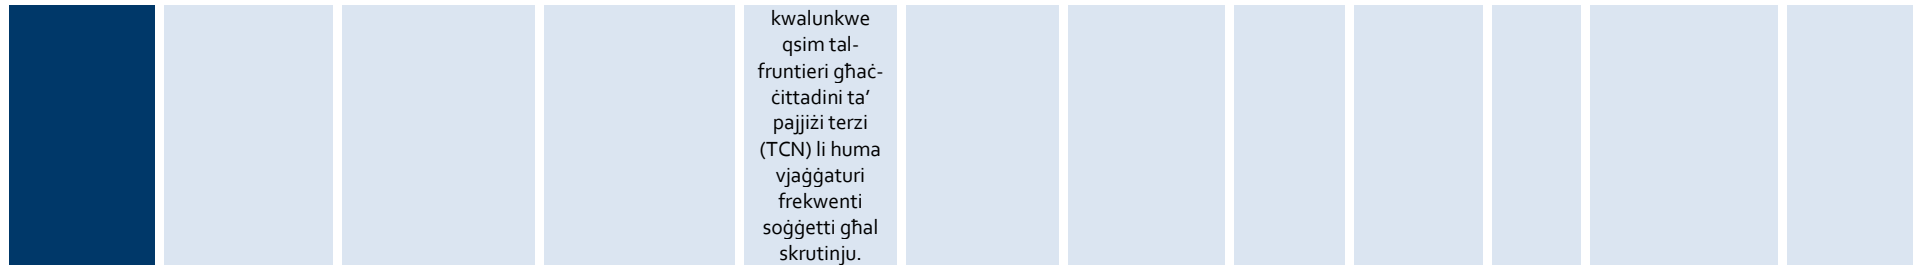 kwalunkwe
qsim tal-
fruntieri għaċ-
ċittadini ta’
pajjiżi terzi
(TCN) li huma
vjaġġaturi
frekwenti
soġġetti għal
skrutinju.